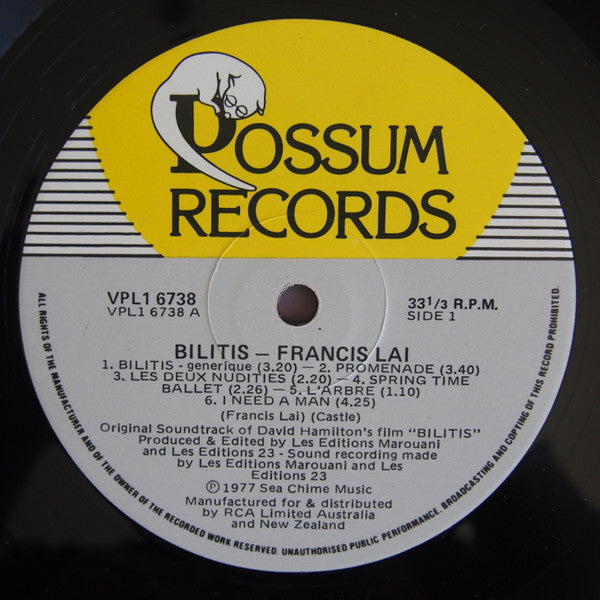 POSSUM
RECORDS
VPL1 6738
VPL1 6738 A
33 1/3 R.P.M.
SIDE 1
BILITIS – FRANCIS LAI
1. BILITIS - generique (3.20) – 2. PROMENADE (3.40)
3. LES DEUX NUDITIES (2.20) – 4. SPRING TIME
BALLET (2.26) – 5. L'ARBRE (1.10)
6. I NEED A MAN (4.25)
(Francis Lai) (Castle)
Original Soundtrack of David Hamilton's film "BILITIS"
Produced & Edited by Les Editions Marouani
and Les Editions 23 - Sound recording made
by Les Editions Marouani and Les
Editions 23
Ⓟ 1977 Sea Chime Music
Manufactured for & distributed
by RCA Limited Australia
and New Zealand
ALL RIGHTS OF THE MANUFACTURER AND OF THE OWNER OF THE RECORDED WORK RESERVED. UNAUTHORISED PUBLIC PERFORMANCE, BROADCASTING AND COPYING OF THIS RECORD PROHIBITED.